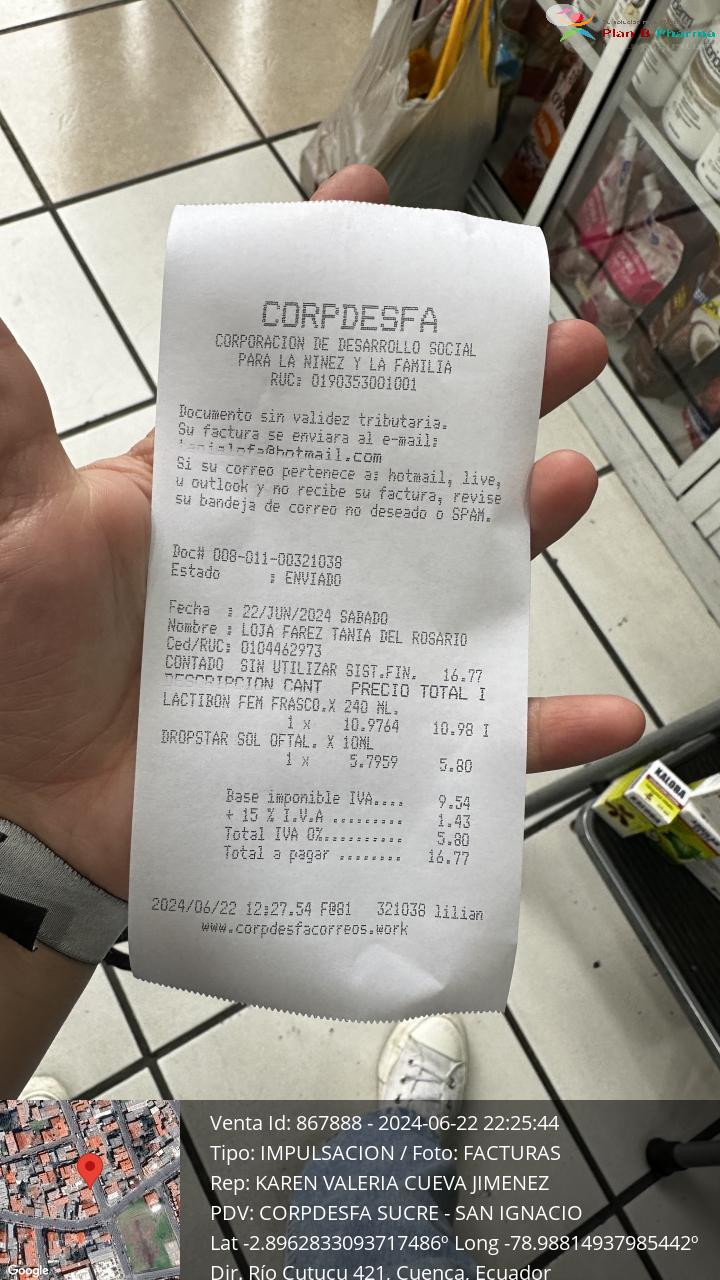 Plan B Pharma
CORPDESFA
CORPORACION DE DESARROLLO SOCIAL
PARA LA NINEZ Y LA FAMILIA
RUC: 0190353001001
Documento sin validez tributaria.
Su factura se enviara al e-mail:
@hotmail.com
Si su correo pertenece a: hotmail, live,
u outlook y no recibe su factura, revise
su bandeja de correo no deseado o SPAM.
Doc# 008-011-00321038
Estado : ENVIADO
Fecha : 22/JUN/2024 SABADO
Nombre : LOJA FAREZ TANIA DEL ROSARIO
Ced/RUC: 0104462973
CONTADO SIN UTILIZAR SIST.FIN. 16.77
DESCRIPCION CANT PRECIO TOTAL I
LACTIBON FEM FRASCO.X 240 ML.
1 x 10.9764 10.98 I
DROPSTAR SOL OFTAL. X 10ML
1 x 5.7959 5.80
Base imponible IVA.... 9.54
+ 15 % I.V.A ......... 1.43
Total IVA 0%.......... 5.80
Total a pagar ........ 16.77
2024/06/22 12:27.54 F@81 321038 lilian
www.corpdesfacorreos.work
KALOBA
Venta Id: 867888 - 2024-06-22 22:25:44
Tipo: IMPULSACION / Foto: FACTURAS
Rep: KAREN VALERIA CUEVA JIMENEZ
PDV: CORPDESFA SUCRE - SAN IGNACIO
Lat -2.8962833093717486º Long -78.98814937985442º
Dir. Río Cutucu 421, Cuenca, Ecuador
Google